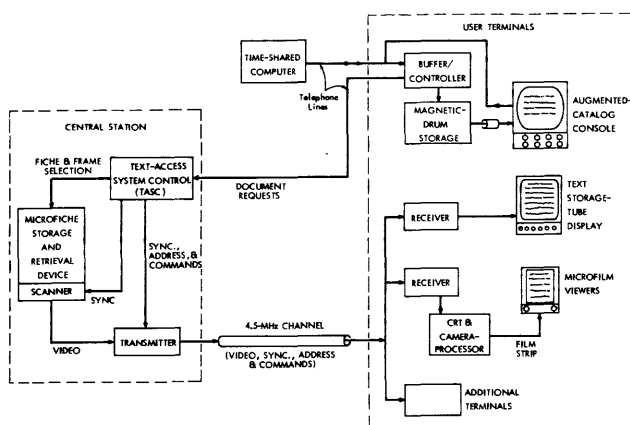 USER TERMINALS
TIME-SHARED
COMPUTER
Telephone
Lines
BUFFER/
CONTROLLER
MAGNETIC-
DRUM
STORAGE
AUGMENTED-
CATALOG
CONSOLE
CENTRAL STATION
FICHE & FRAME
SELECTION
TEXT-ACCESS
SYSTEM CONTROL
(TASC)
DOCUMENT
REQUESTS
MICROFICHE
STORAGE
AND
RETRIEVAL
DEVICE
SCANNER
SYNC
SYNC.,
ADDRESS,
&
COMMANDS
VIDEO
TRANSMITTER
4.5-MHz CHANNEL
(VIDEO, SYNC., ADDRESS
& COMMANDS)
RECEIVER
TEXT
STORAGE-
TUBE
DISPLAY
RECEIVER
MICROFILM
VIEWERS
CRT &
CAMERA-
PROCESSOR
FILM
STRIP
ADDITIONAL
TERMINALS